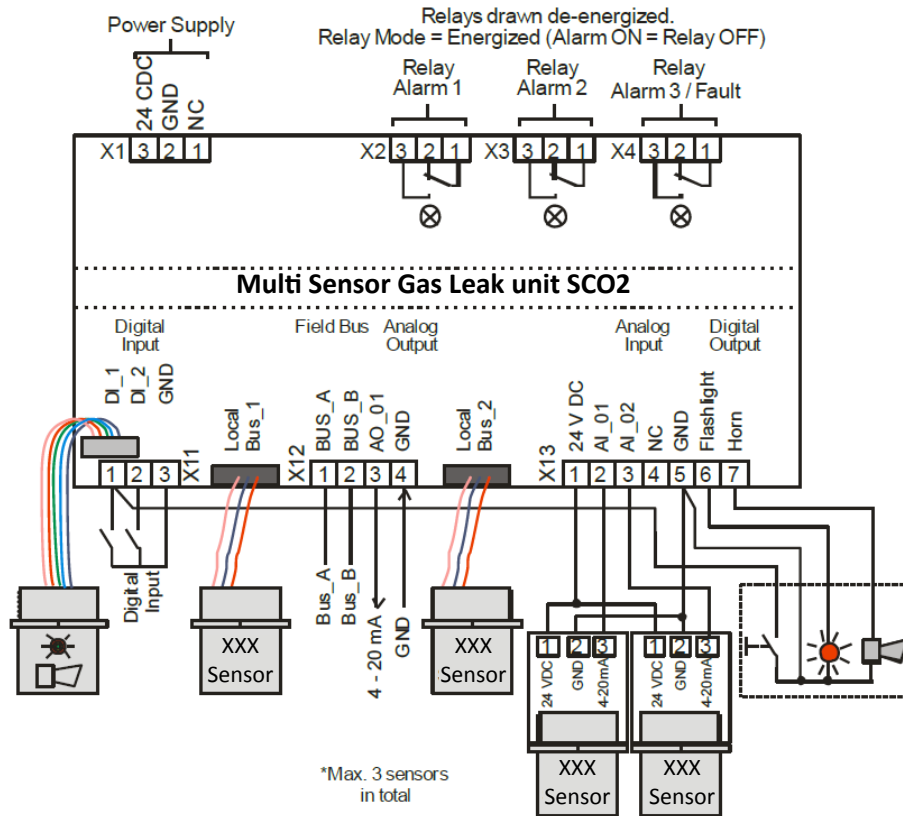 Power Supply
Relays drawn de-energized.
Relay Mode = Energized (Alarm ON = Relay OFF)
24 CDC
GND
NC
Relay
Alarm 1
Relay
Alarm 2
Relay
Alarm 3 / Fault
X1 3 2 1
X2 3 2 1
X3 3 2 1
X4 3 2 1
Multi Sensor Gas Leak unit SCO2
Digital
Input
Field Bus
Analog
Output
Analog
Input
Digital
Output
DI_1
DI_2
GND
Local
Bus_1
BUS_A
BUS_B
AO_01
GND
Local
Bus_2
24 V DC
AI_01
AI_02
NC
GND
Flashlight
Horn
1 2 3 X11
X12 1 2 3 4
X13 1 2 3 4 5 6 7
Digital
Input
Bus_A
Bus_B
4 - 20 mA
GND
XXX
Sensor
XXX
Sensor
1 2 3
24 VDC
GND
4-20mA
XXX
Sensor
1 2 3
24 VDC
GND
4-20mA
XXX
Sensor
*Max. 3 sensors
in total